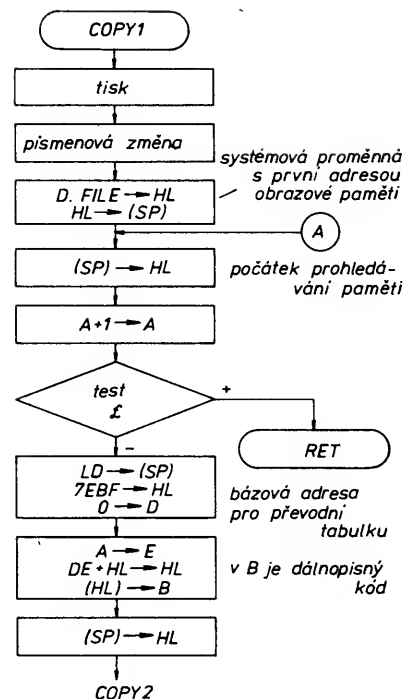 COPY1
tisk
písmenová změna
systémová proměnná
s první adresou
obrazové paměti
D. FILE → HL
HL → (SP)
A
(SP) → HL
počátek prohledá-
vání paměti
A+1 → A
test
£
+
-
RET
LD → (SP)
7EBF → HL
0 → D
bázová adresa
pro převodní
tabulku
A → E
DE + HL → HL
(HL) → B
v B je dálnopisný
kód
(SP) → HL
COPY2